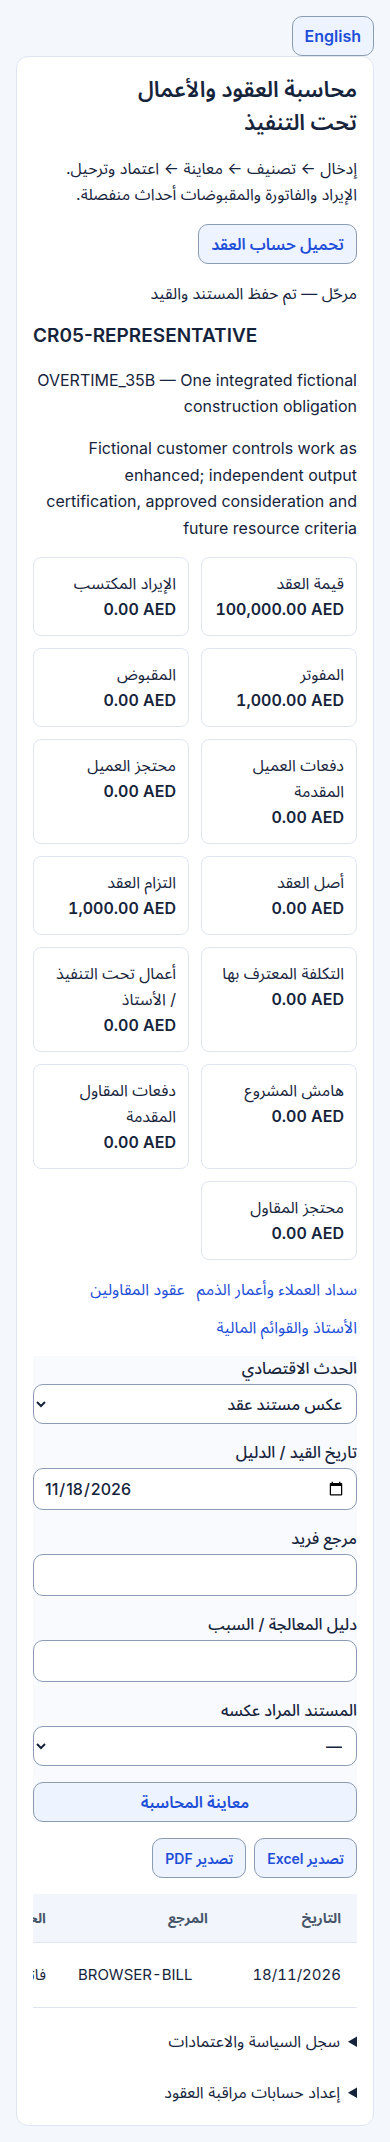 English
محاسبة العقود والأعمال
تحت التنفيذ
إدخال ← تصنيف ← معاينة ← اعتماد وترحيل.
الإيراد والفاتورة والمقبوضات أحداث منفصلة.
تحميل حساب العقد
مرحّل — تم حفظ المستند والقيد
CR05-REPRESENTATIVE
OVERTIME_35B — One integrated fictional
construction obligation
Fictional customer controls work as
enhanced; independent output
certification, approved consideration and
future resource criteria
قيمة العقد
100,000.00 AED
الإيراد المكتسب
0.00 AED
المفوتر
1,000.00 AED
المقبوض
0.00 AED
دفعات العميل
المقدمة
0.00 AED
محتجز العميل
0.00 AED
أصل العقد
0.00 AED
التزام العقد
1,000.00 AED
التكلفة المعترف بها
0.00 AED
أعمال تحت التنفيذ
/ الأستاذ
0.00 AED
هامش المشروع
0.00 AED
دفعات المقاول
المقدمة
0.00 AED
محتجز المقاول
0.00 AED
سداد العملاء وأعمار الذمم عقود المقاولين
الأستاذ والقوائم المالية
الحدث الاقتصادي
عكس مستند عقد
تاريخ القيد / الدليل
11/18/2026
مرجع فريد
دليل المعالجة / السبب
المستند المراد عكسه
—
معاينة المحاسبة
تصدير Excel تصدير PDF
التاريخ المرجع
18/11/2026 BROWSER-BILL
سجل السياسة والاعتمادات
إعداد حسابات مراقبة العقود